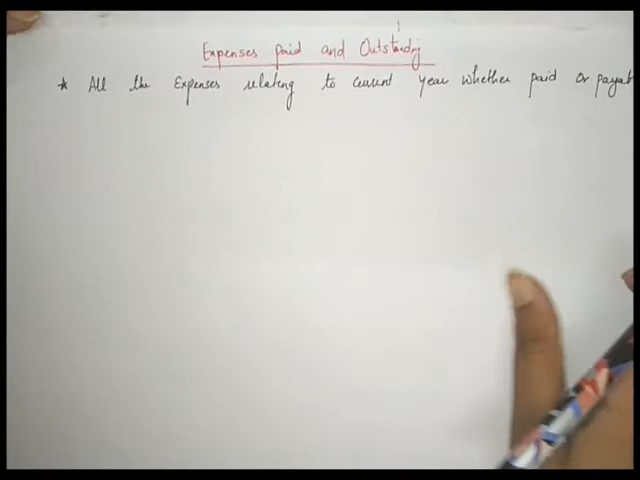 Expenses paid and Outstanding
* All the Expenses relating to current year whether paid or payab